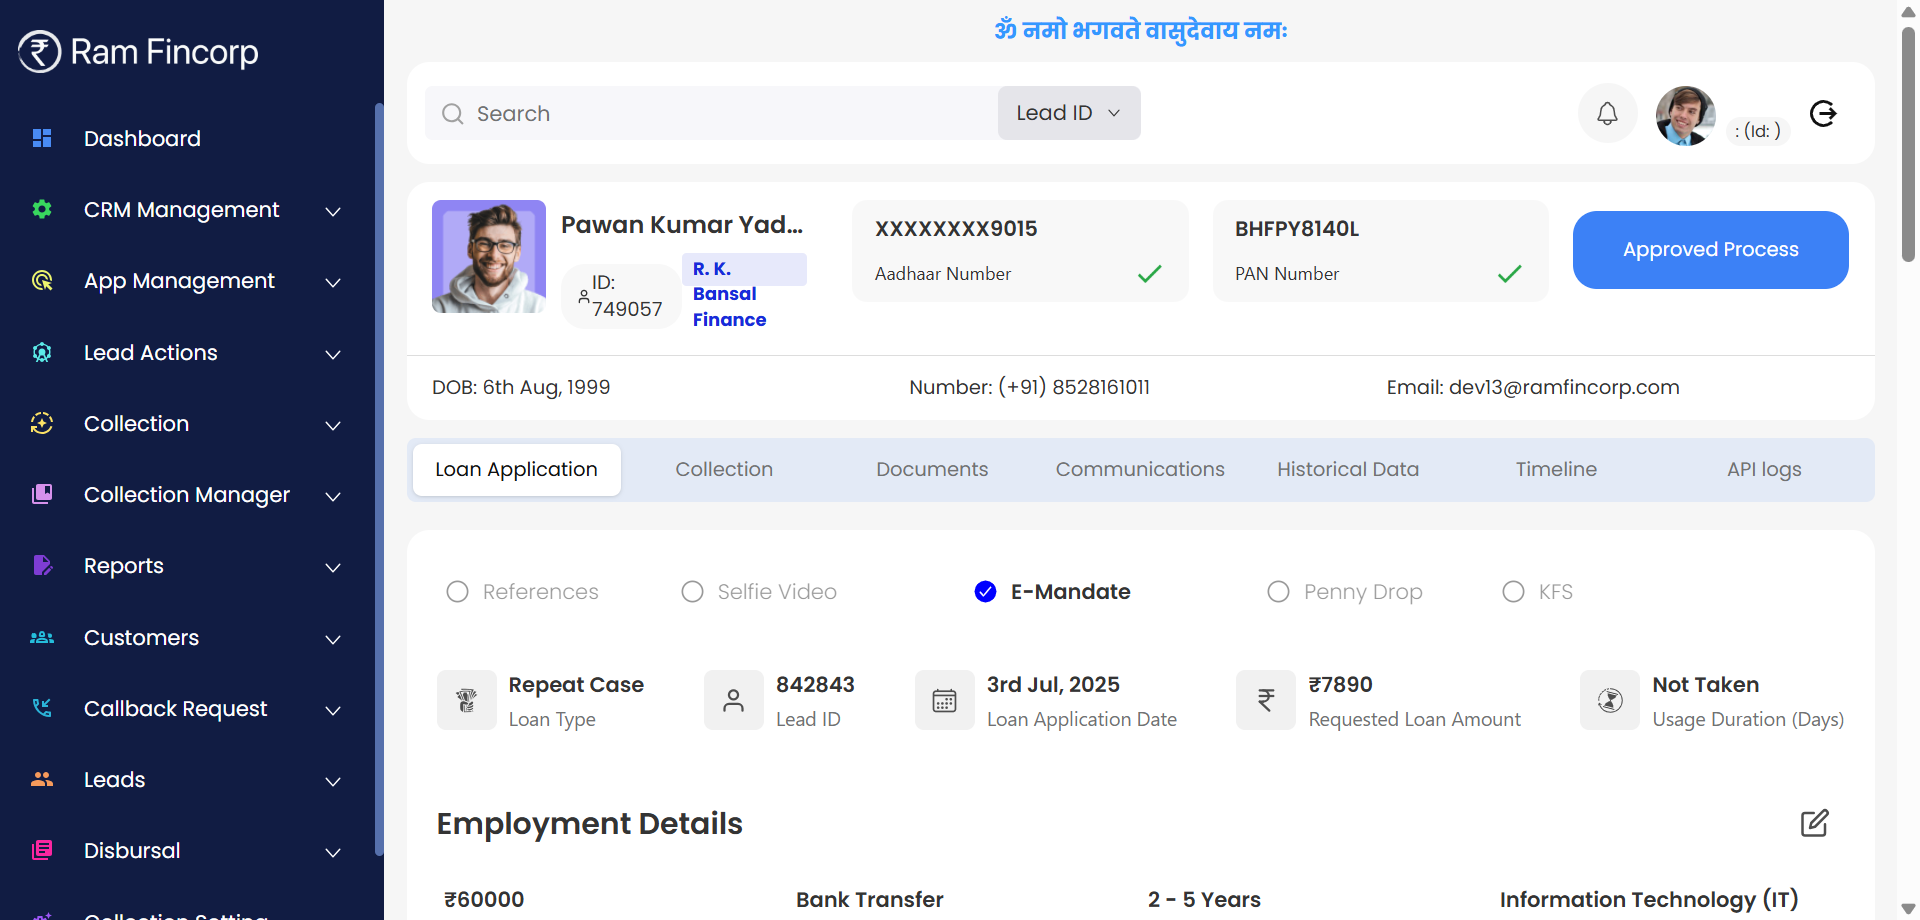 ॐ नमो भगवते वासुदेवाय नमः
Ram Fincorp
Dashboard
CRM Management
App Management
Lead Actions
Collection
Collection Manager
Reports
Customers
Callback Request
Leads
Disbursal
Collection Setting
Search
Lead ID
: (Id: )
Pawan Kumar Yad...
ID:
749057
R. K.
Bansal
Finance
XXXXXXXX9015
Aadhaar Number
BHFPY8140L
PAN Number
Approved Process
DOB: 6th Aug, 1999
Number: (+91) 8528161011
Email: dev13@ramfincorp.com
Loan Application
Collection
Documents
Communications
Historical Data
Timeline
API logs
References
Selfie Video
E-Mandate
Penny Drop
KFS
Repeat Case
Loan Type
842843
Lead ID
3rd Jul, 2025
Loan Application Date
₹7890
Requested Loan Amount
Not Taken
Usage Duration (Days)
Employment Details
₹60000
Bank Transfer
2 - 5 Years
Information Technology (IT)